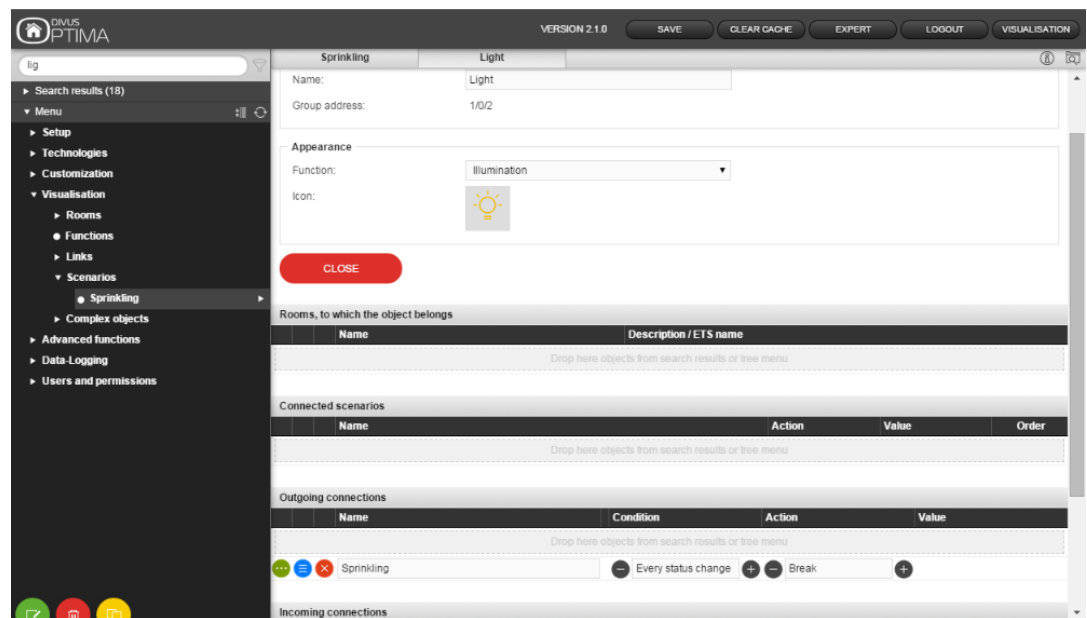 DIVUS
OPTIMA
VERSION 2.1.0 SAVE CLEAR CACHE EXPERT LOGOUT VISUALISATION
lig
Search results (18)
Menu
Setup
Technologies
Customization
Visualisation
Rooms
Functions
Links
Scenarios
Sprinkling
Complex objects
Advanced functions
Data-Logging
Users and permissions
Sprinkling Light
Name: Light
Group address: 1/0/2
Appearance
Function: Illumination
Icon:
CLOSE
Rooms, to which the object belongs
Name Description / ETS name
Drop here objects from search results or tree menu
Connected scenarios
Name Action Value Order
Drop here objects from search results or tree menu
Outgoing connections
Name Condition Action Value
Drop here objects from search results or tree menu
Sprinkling Every status change Break
Incoming connections